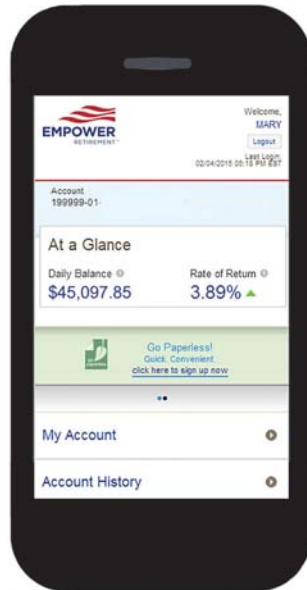 EMPOWER
RETIREMENT
Welcome,
MARY
Logout
Last Login:
02/04/2015 05:18 PM EST
Account
199999-01-
At a Glance
Daily Balance
Rate of Return
$45,097.85
3.89%
Go Paperless!
Quick. Convenient.
click here to sign up now
My Account
Account History